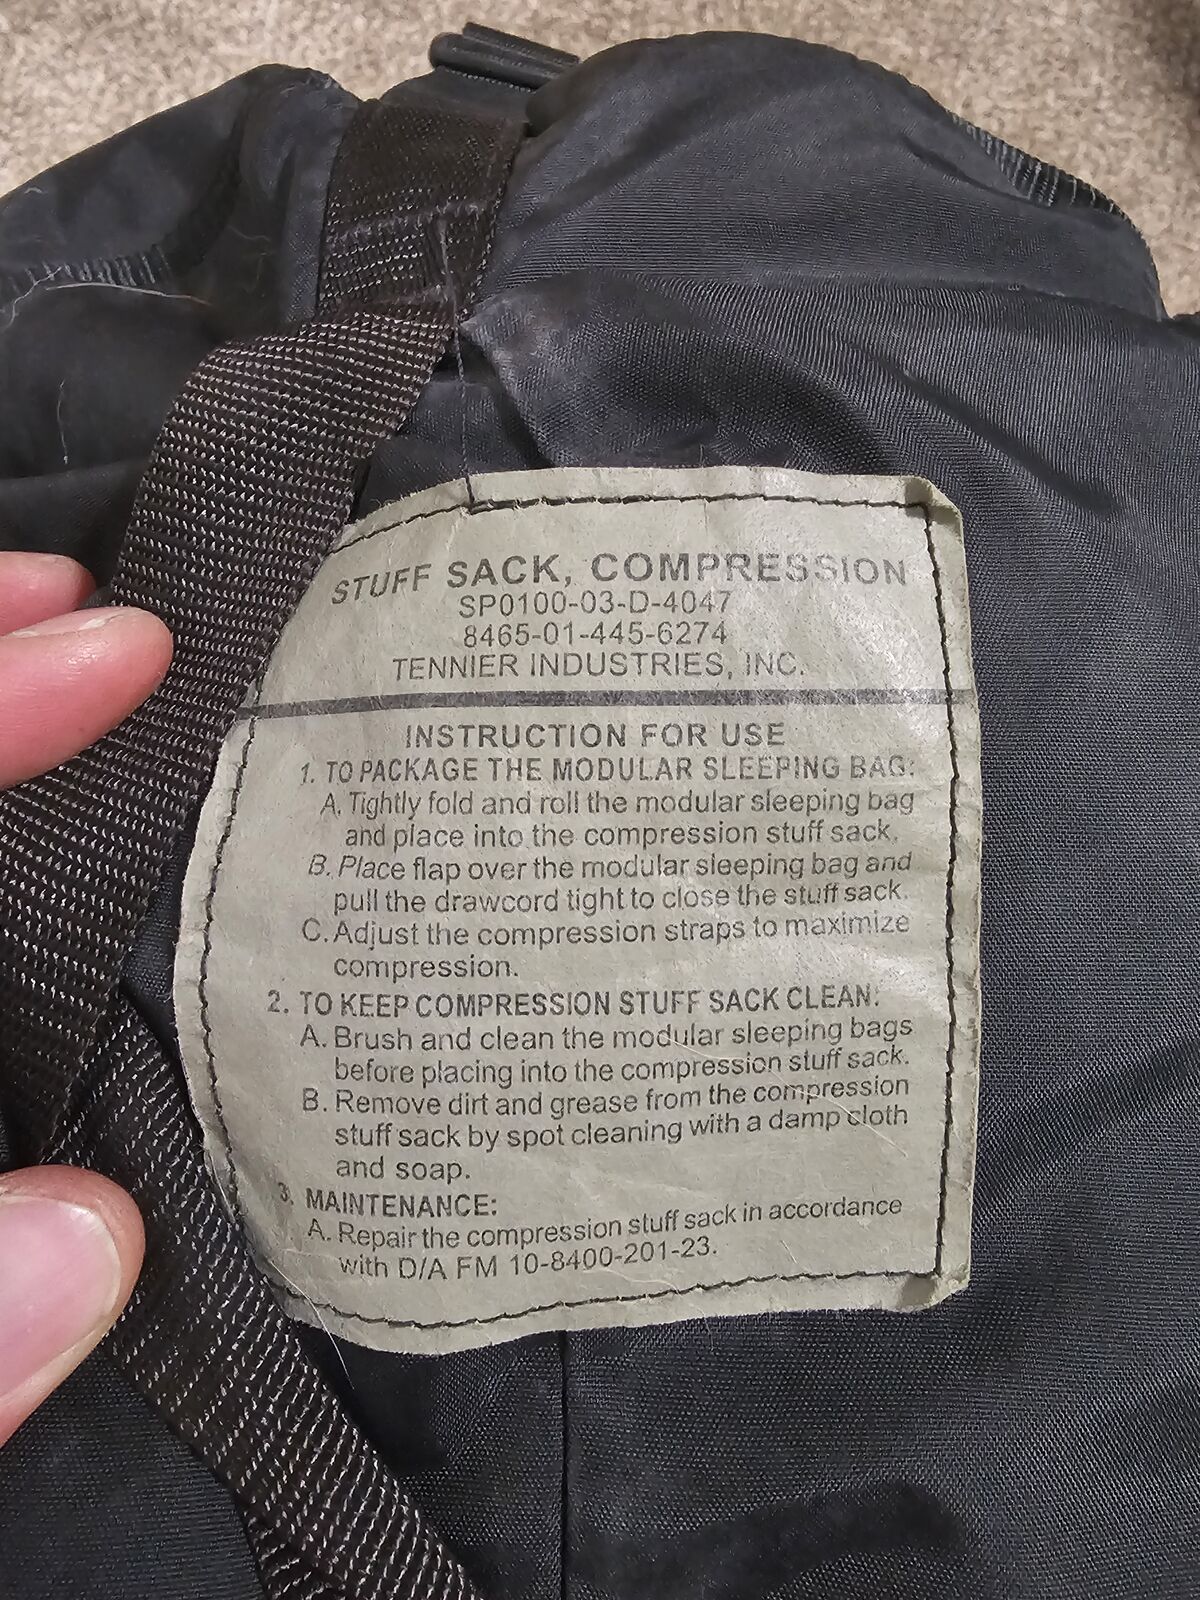 STUFF SACK, COMPRESSION
SP0100-03-D-4047
8465-01-445-6274
TENNIER INDUSTRIES, INC.
INSTRUCTION FOR USE
1. TO PACKAGE THE MODULAR SLEEPING BAG:
A. Tightly fold and roll the modular sleeping bag
and place into the compression stuff sack.
B. Place flap over the modular sleeping bag and
pull the drawcord tight to close the stuff sack.
C. Adjust the compression straps to maximize
compression.
2. TO KEEP COMPRESSION STUFF SACK CLEAN:
A. Brush and clean the modular sleeping bags
before placing into the compression stuff sack.
B. Remove dirt and grease from the compression
stuff sack by spot cleaning with a damp cloth
and soap.
3. MAINTENANCE:
A. Repair the compression stuff sack in accordance
with D/A FM 10-8400-201-23.